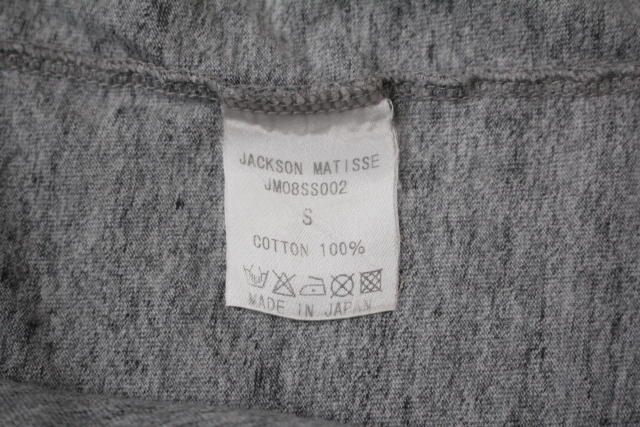 JACKSON MATISSE
JM08SS002
S
COTTON 100%
MADE IN JAPAN